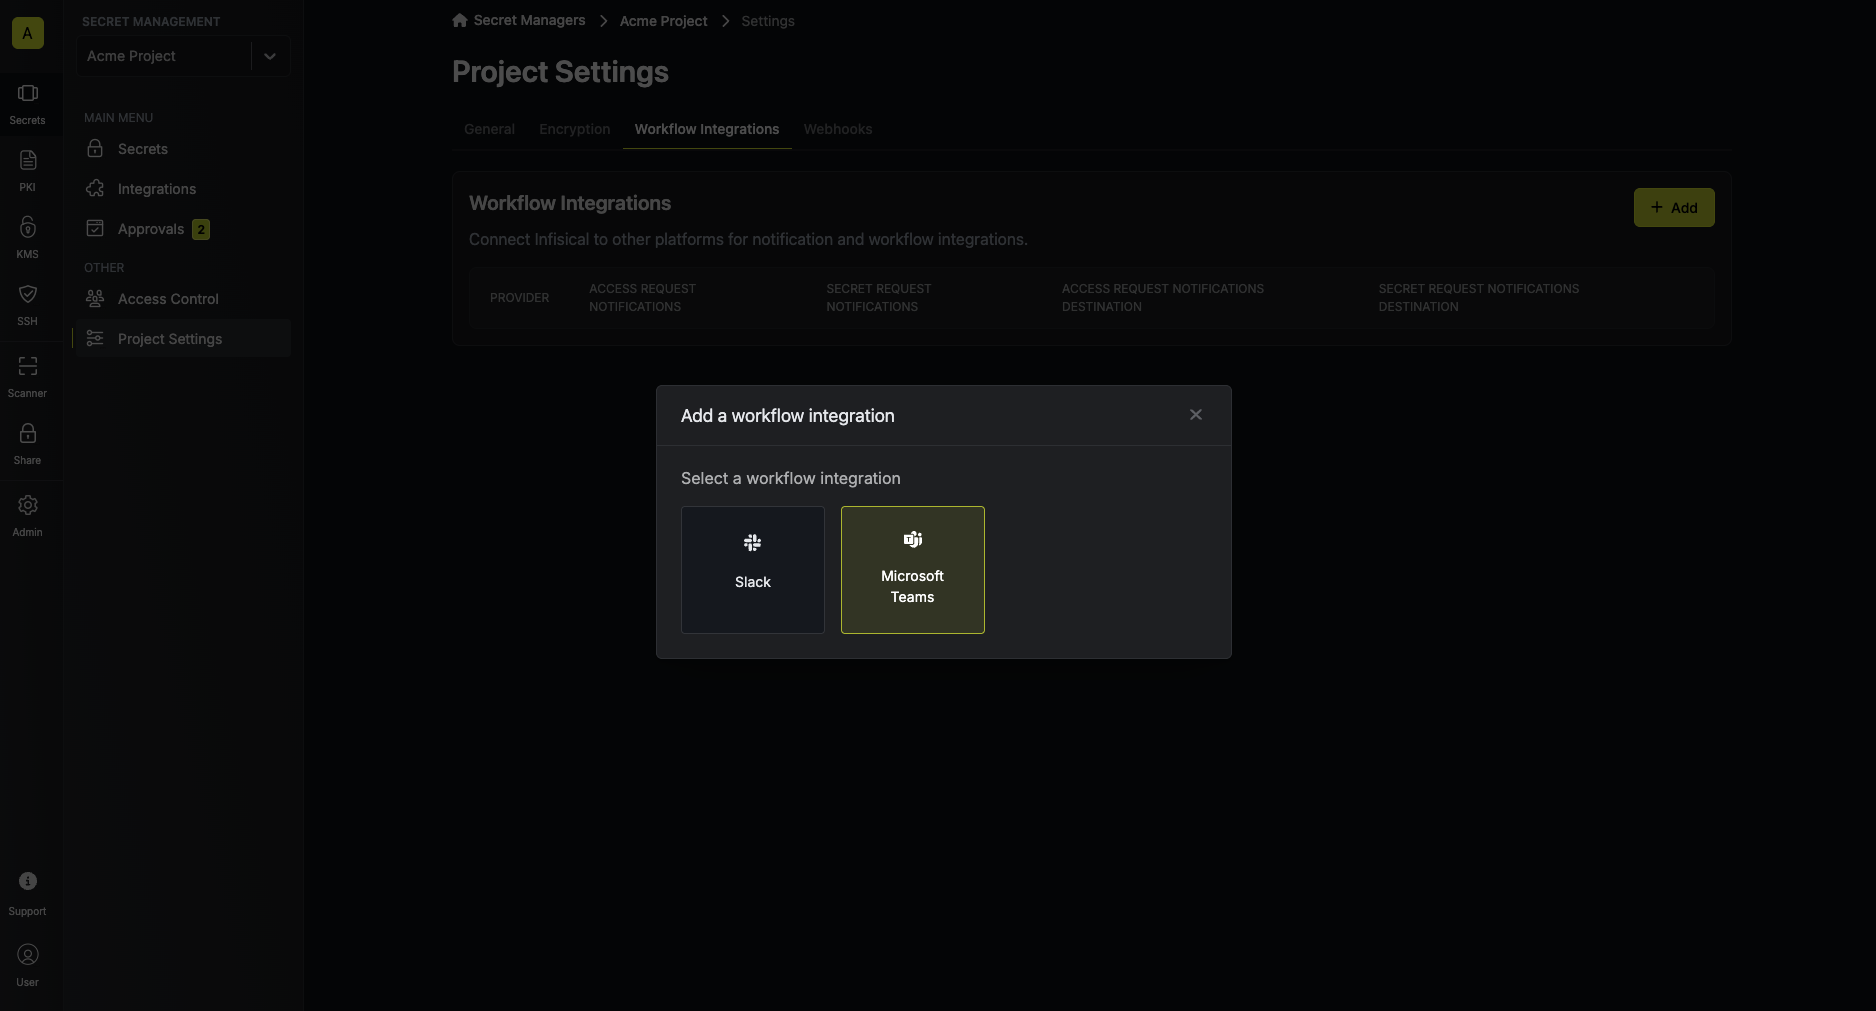 A
Secrets
PKI
KMS
SSH
Scanner
Share
Admin
Support
User
SECRET MANAGEMENT
Acme Project
MAIN MENU
Secrets
Integrations
Approvals 2
OTHER
Access Control
Project Settings
Secret Managers > Acme Project > Settings
Project Settings
General Encryption Workflow Integrations Webhooks
Workflow Integrations
+ Add
Connect Infisical to other platforms for notification and workflow integrations.
PROVIDER
ACCESS REQUEST
NOTIFICATIONS
SECRET REQUEST
NOTIFICATIONS
ACCESS REQUEST NOTIFICATIONS
DESTINATION
SECRET REQUEST NOTIFICATIONS
DESTINATION
Add a workflow integration
Select a workflow integration
Slack
Microsoft
Teams